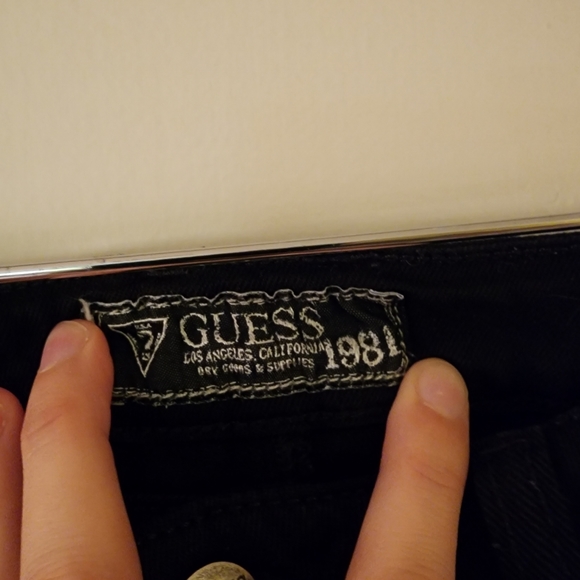 GUESS
LOS ANGELES, CALIFORNIA
DRY GOODS & SUPPLIES
1981